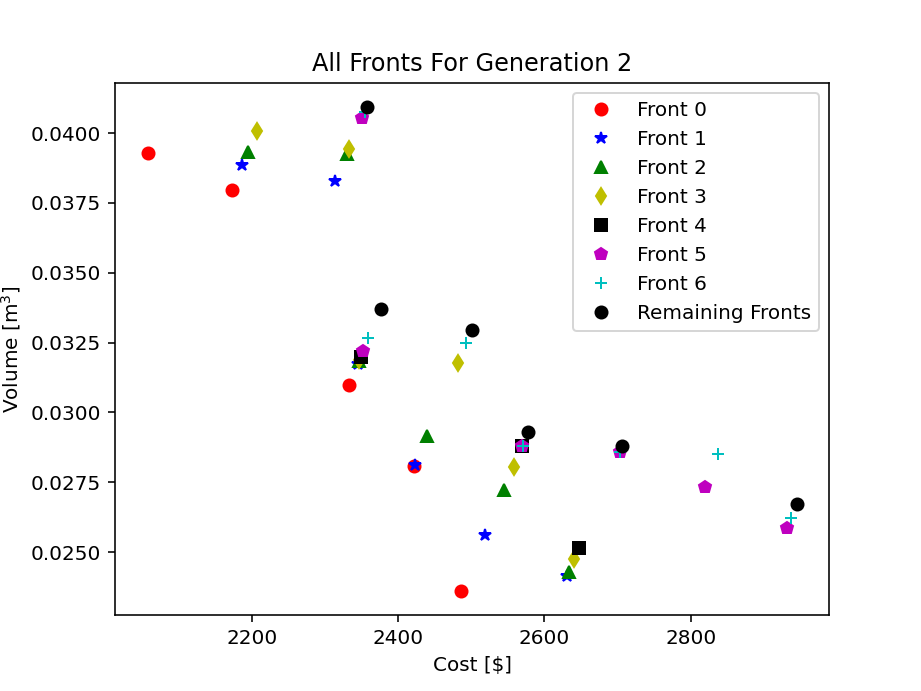 All Fronts For Generation 2
Front 0
Front 1
Front 2
Front 3
Front 4
Front 5
Front 6
Remaining Fronts
0.0400
0.0375
0.0350
0.0325
0.0300
0.0275
0.0250
Volume [m³]
2200
2400
2600
2800
Cost [$]